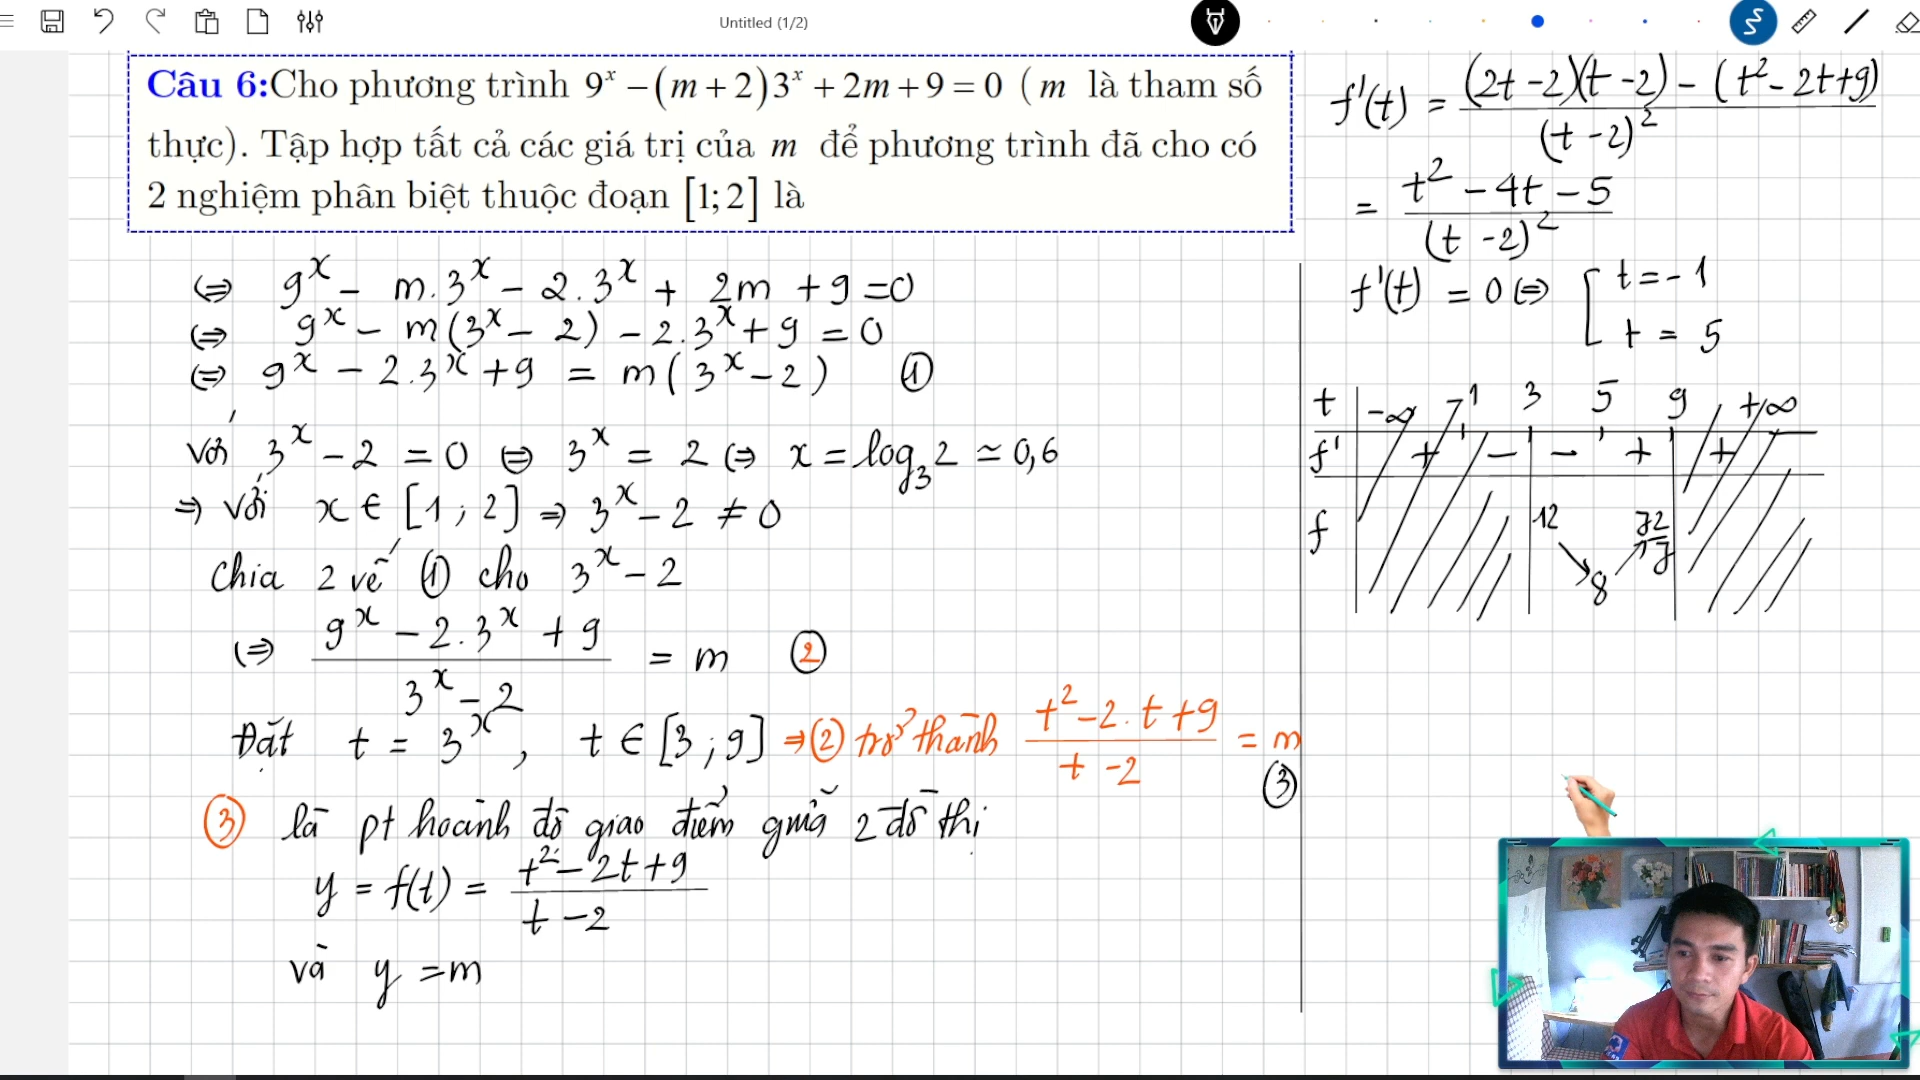 Untitled (1/2)
Câu 6:Cho phương trình 9^x − (m + 2)3^x + 2m + 9 = 0 ( m là tham số
thực). Tập hợp tất cả các giá trị của m để phương trình đã cho có
2 nghiệm phân biệt thuộc đoạn [1; 2] là
⇔ 9^x − m.3^x − 2.3^x + 2m + 9 = 0
⇔ 9^x − m(3^x − 2) − 2.3^x + 9 = 0
⇔ 9^x − 2.3^x + 9 = m(3^x − 2) ①
Với 3^x − 2 = 0 ⇔ 3^x = 2 ⇔ x = log_3 2 ≃ 0,6
⇒ Với x ∈ [1 ; 2] ⇒ 3^x − 2 ≠ 0
Chia 2 vế ① cho 3^x − 2
⇔ (9^x − 2.3^x + 9)/(3^x − 2) = m ②
Đặt t = 3^x, t ∈ [3 ; 9] ⇒ ② trở thành (t^2 − 2.t + 9)/(t − 2) = m ③
③ là pt hoành độ giao điểm giữa 2 đồ thị
y = f(t) = (t^2 − 2t + 9)/(t − 2)
và y = m
f'(t) = ((2t − 2)(t − 2) − (t^2 − 2t + 9))/(t − 2)^2
= (t^2 − 4t − 5)/(t − 2)^2
f'(t) = 0 ⇔ [ t = −1
t = 5
t | −∞ −1 3 5 9 +∞
f' | + − − + +
f | 12 8 72/7